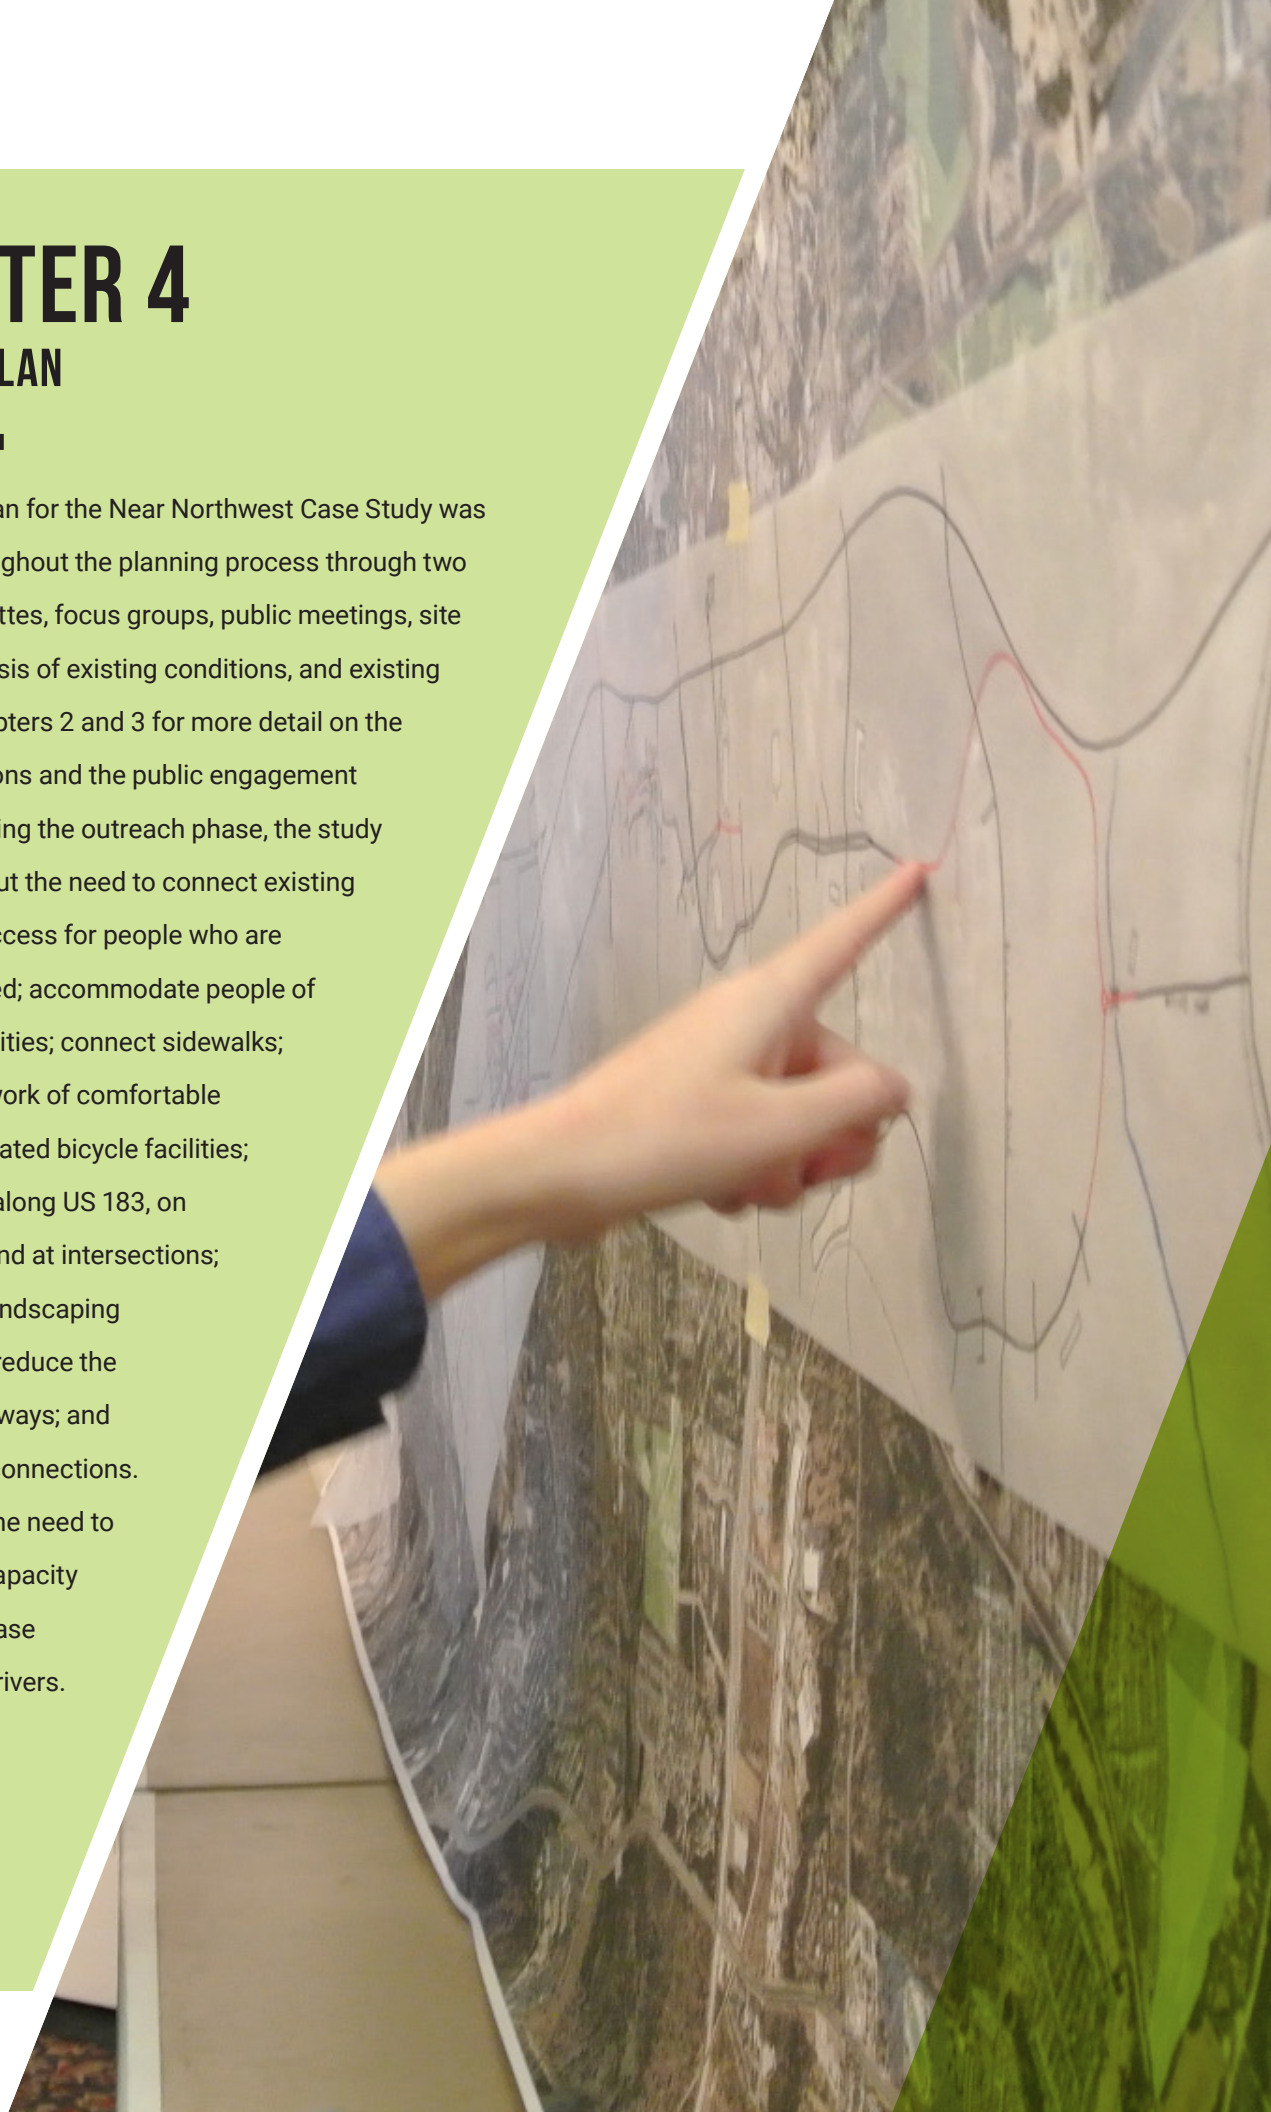 TER 4
LAN
an for the Near Northwest Case Study was
ghout the planning process through two
ttes, focus groups, public meetings, site
sis of existing conditions, and existing
pters 2 and 3 for more detail on the
ons and the public engagement
ing the outreach phase, the study
ut the need to connect existing
ccess for people who are
ed; accommodate people of
ities; connect sidewalks;
work of comfortable
ated bicycle facilities;
along US 183, on
nd at intersections;
ndscaping
reduce the
ways; and
connections.
he need to
apacity
ase
rivers.